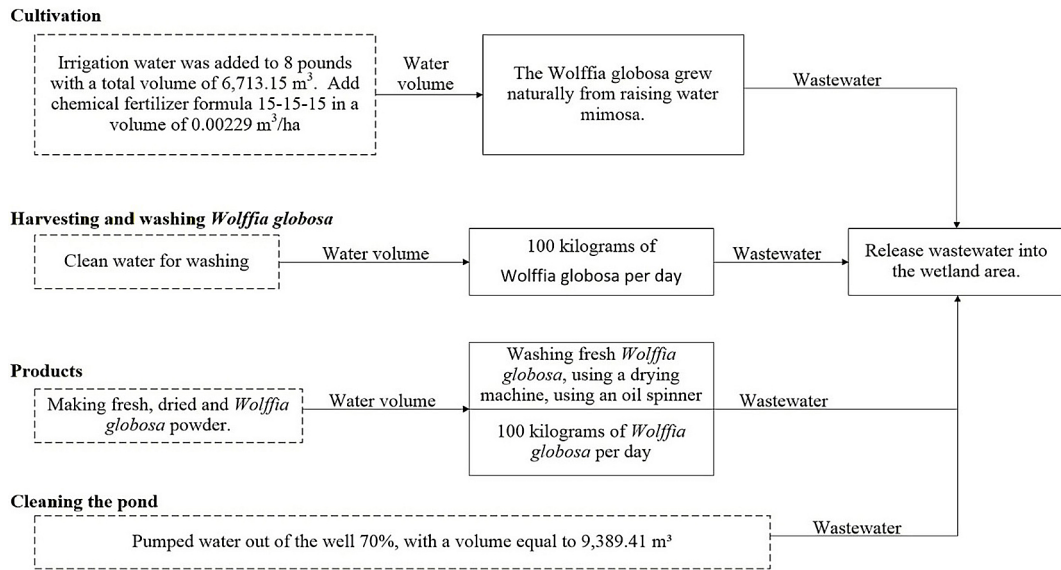 Cultivation
Irrigation water was added to 8 pounds
with a total volume of 6,713.15 m³. Add
chemical fertilizer formula 15-15-15 in a
volume of 0.00229 m³/ha
Water
volume
The Wolffia globosa grew
naturally from raising water
mimosa.
Wastewater
Harvesting and washing Wolffia globosa
Clean water for washing
Water volume
100 kilograms of
Wolffia globosa per day
Wastewater
Release wastewater into
the wetland area.
Products
Making fresh, dried and Wolffia
globosa powder.
Water volume
Washing fresh Wolffia
globosa, using a drying
machine, using an oil spinner
100 kilograms of Wolffia
globosa per day
Wastewater
Cleaning the pond
Pumped water out of the well 70%, with a volume equal to 9,389.41 m³
Wastewater